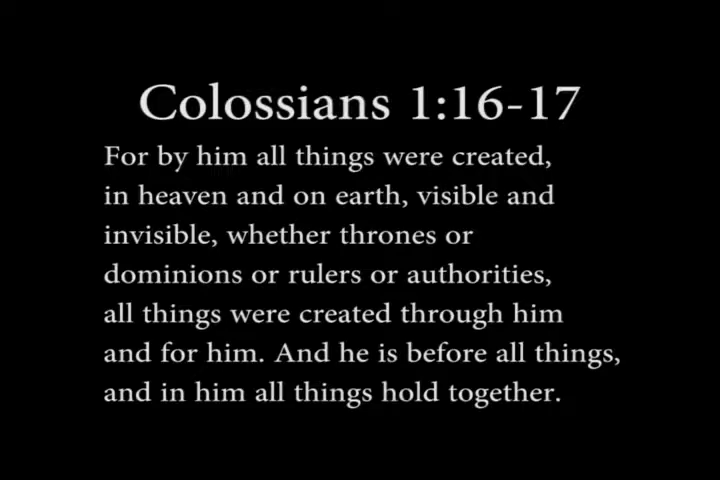 Colossians 1:16-17
For by him all things were created,
in heaven and on earth, visible and
invisible, whether thrones or
dominions or rulers or authorities,
all things were created through him
and for him. And he is before all things,
and in him all things hold together.